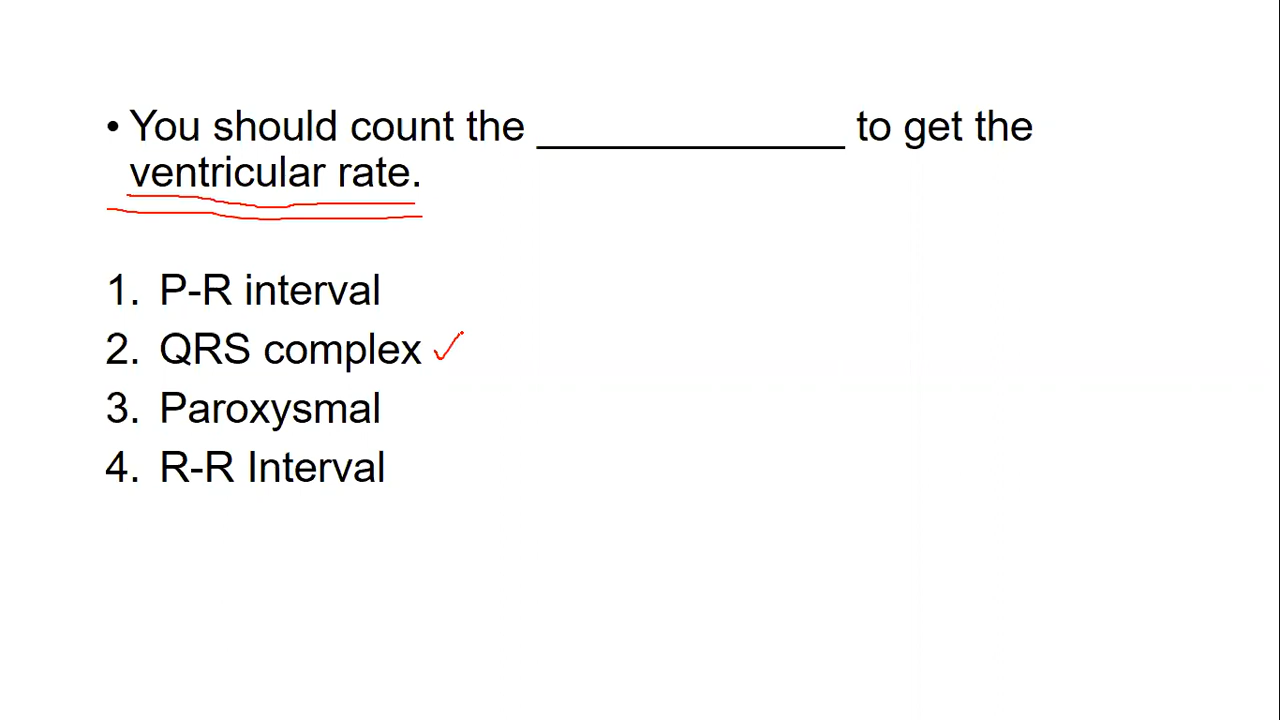 • You should count the ______________ to get the
ventricular rate.
1. P-R interval
2. QRS complex ✓
3. Paroxysmal
4. R-R Interval